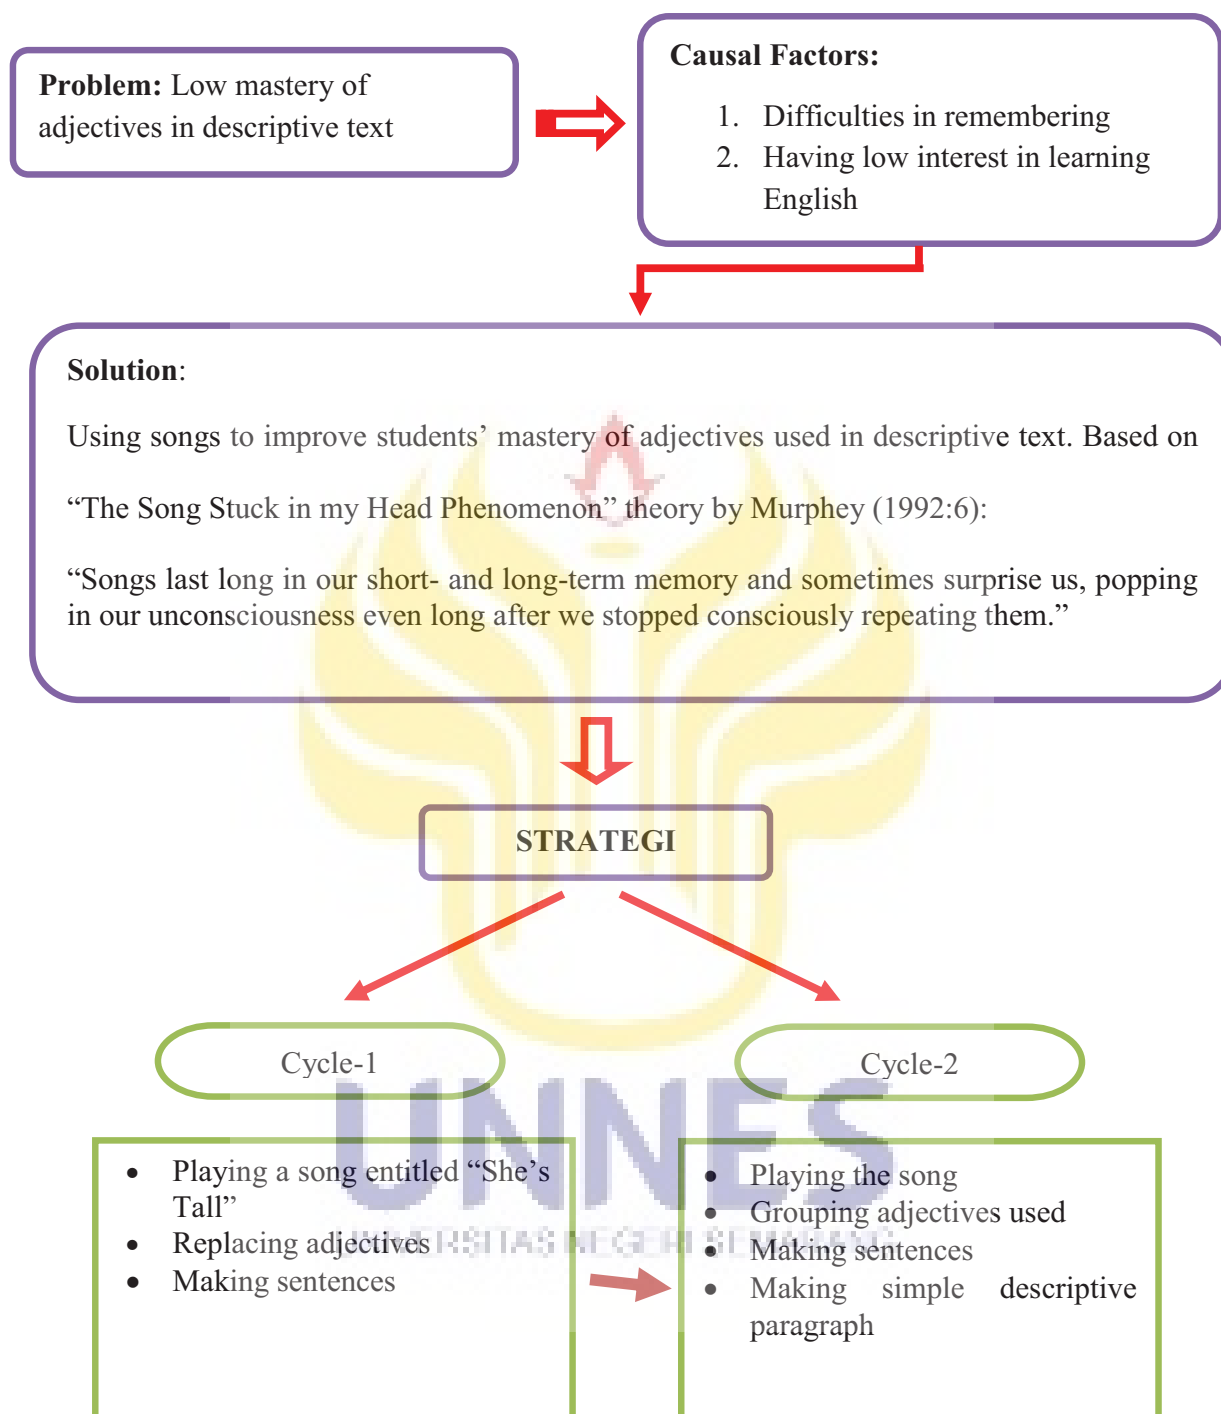 Problem: Low mastery of
adjectives in descriptive text
Causal Factors:
1. Difficulties in remembering
2. Having low interest in learning
English
Solution:
Using songs to improve students’ mastery of adjectives used in descriptive text. Based on
“The Song Stuck in my Head Phenomenon” theory by Murphey (1992:6):
“Songs last long in our short- and long-term memory and sometimes surprise us, popping
in our unconsciousness even long after we stopped consciously repeating them.”
STRATEGI
Cycle-1
Cycle-2
UNNES
UNIVERSITAS NEGERI SEMARANG
• Playing a song entitled “She’s
Tall”
• Replacing adjectives
• Making sentences
• Playing the song
• Grouping adjectives used
• Making sentences
• Making simple descriptive
paragraph